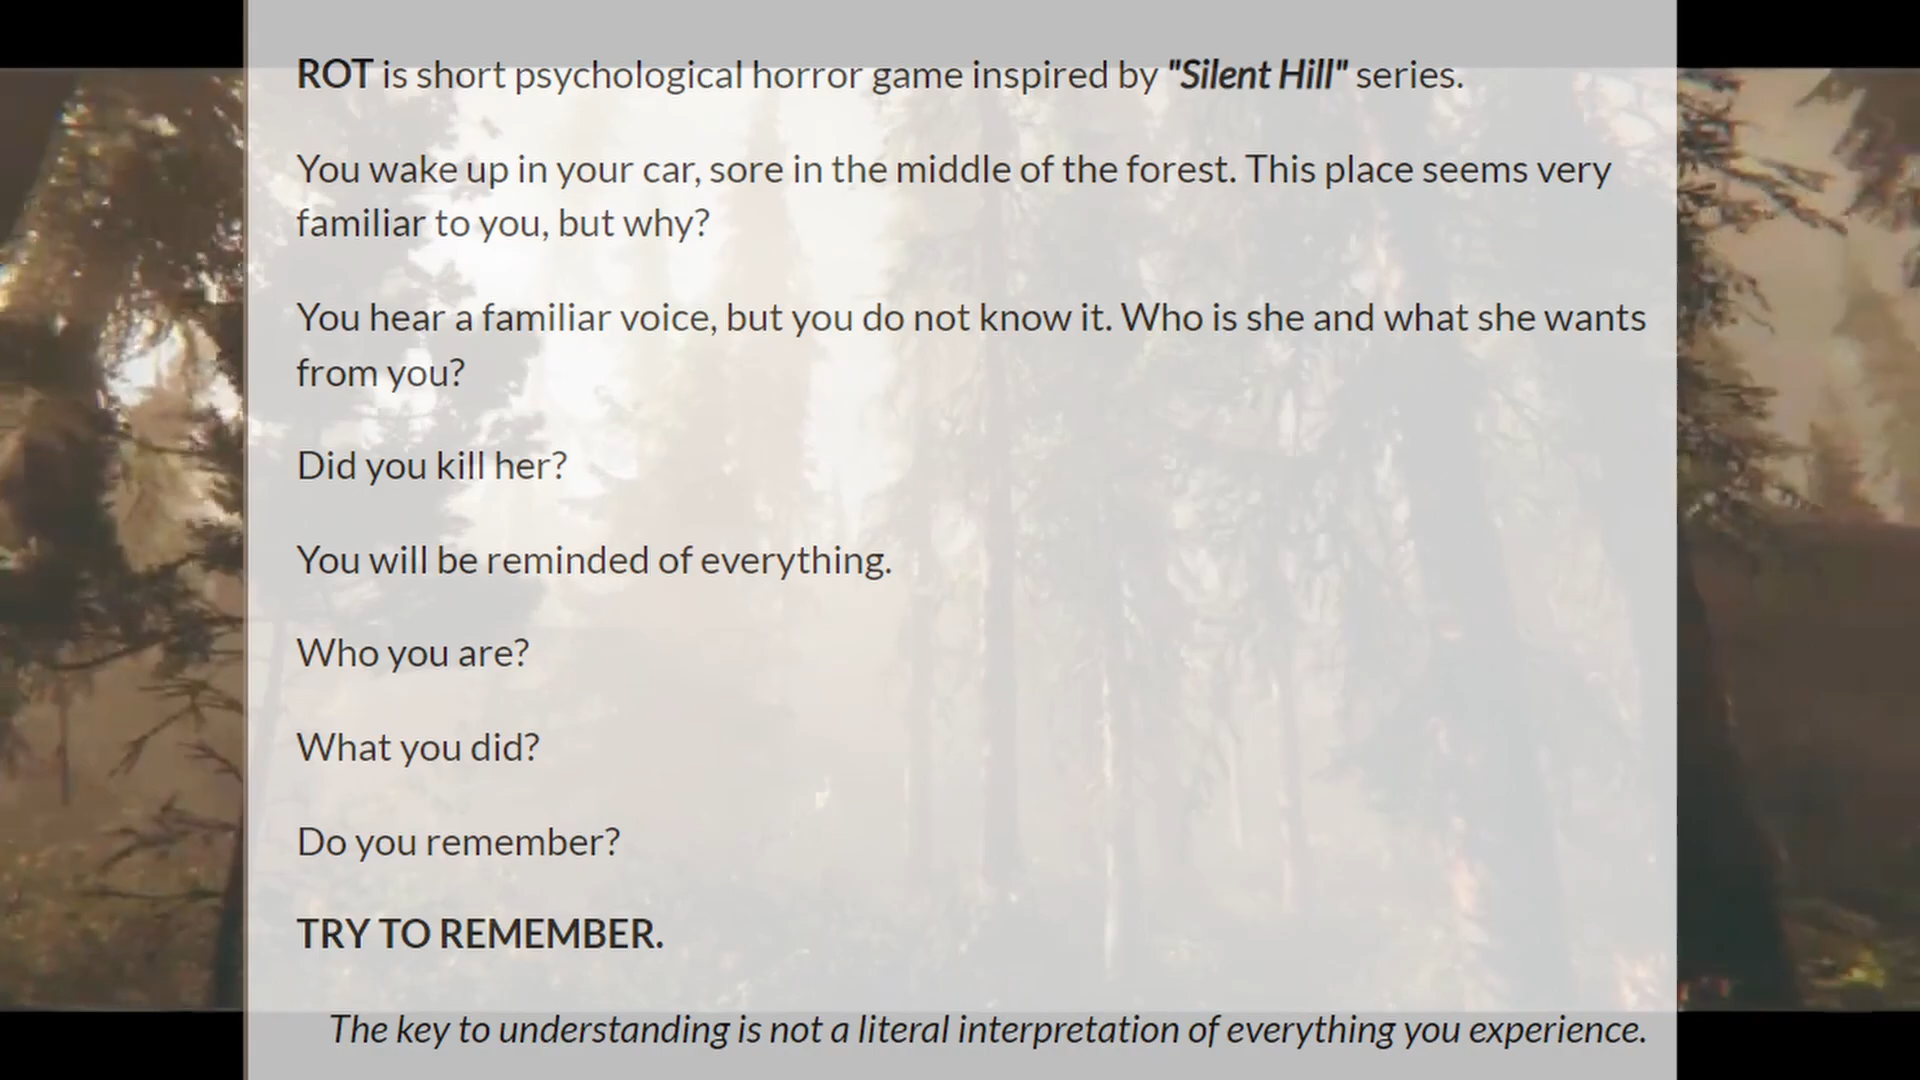 ROT is short psychological horror game inspired by "Silent Hill" series.
You wake up in your car, sore in the middle of the forest. This place seems very
familiar to you, but why?
You hear a familiar voice, but you do not know it. Who is she and what she wants
from you?
Did you kill her?
You will be reminded of everything.
Who you are?
What you did?
Do you remember?
TRY TO REMEMBER.
The key to understanding is not a literal interpretation of everything you experience.